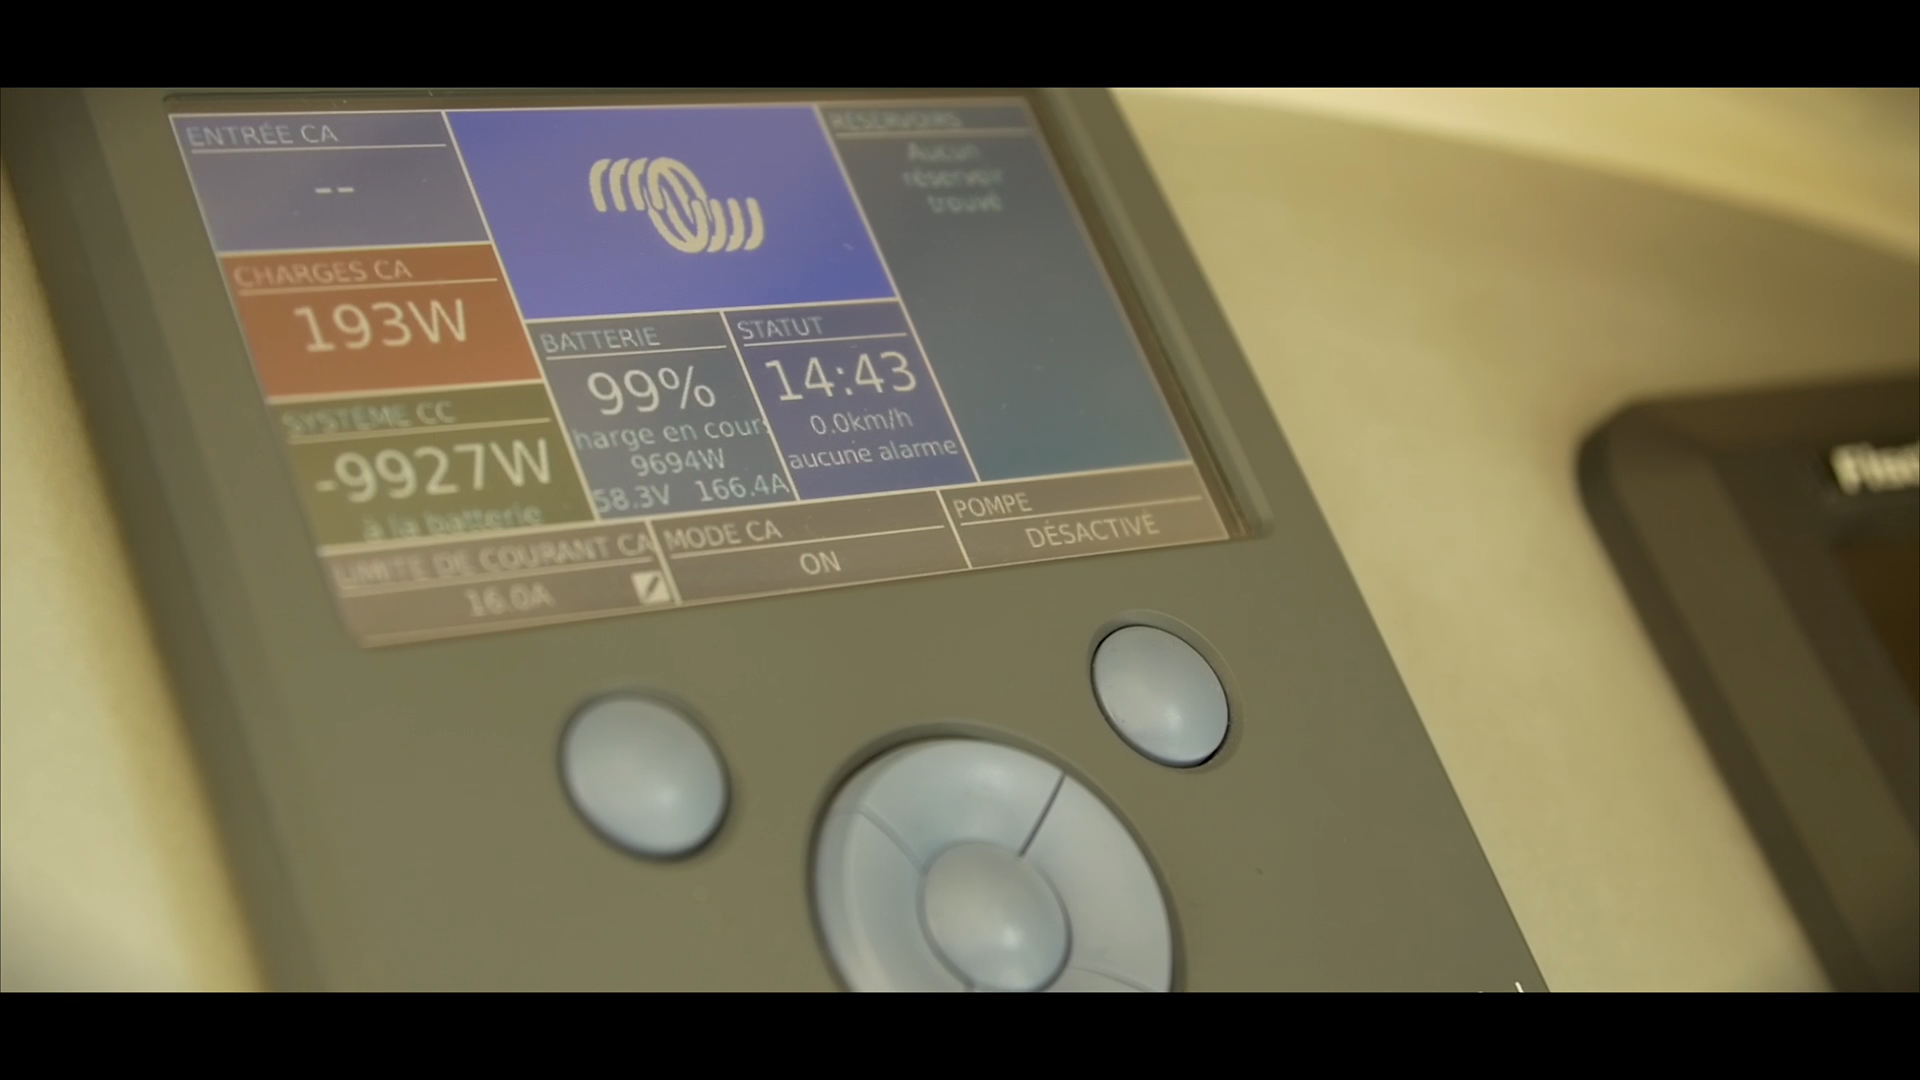 ENTRÉE CA
--
CHARGES CA
193W
SYSTÈME CC
-9927W
à la batterie
BATTERIE
99%
harge en cour
9694W
58.3V 166.4A
STATUT
14:43
0.0km/h
aucune alarme
RÉSERVOIRS
Aucun
réservoir
trouvé
LIMITE DE COURANT CA
16.0A
MODE CA
ON
POMPE
DÉSACTIVÉ